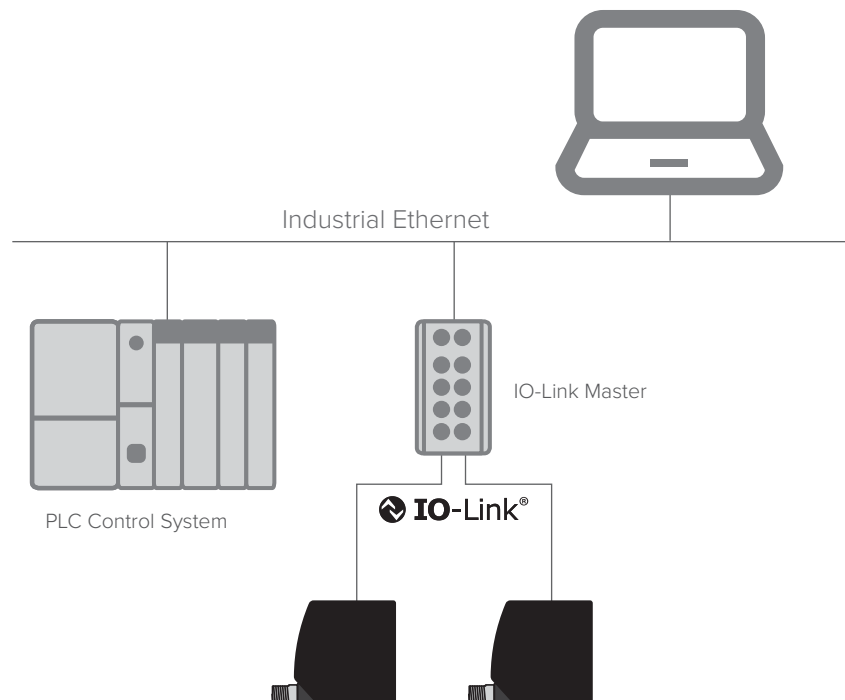 Industrial Ethernet
IO-Link Master
IO-Link®
PLC Control System